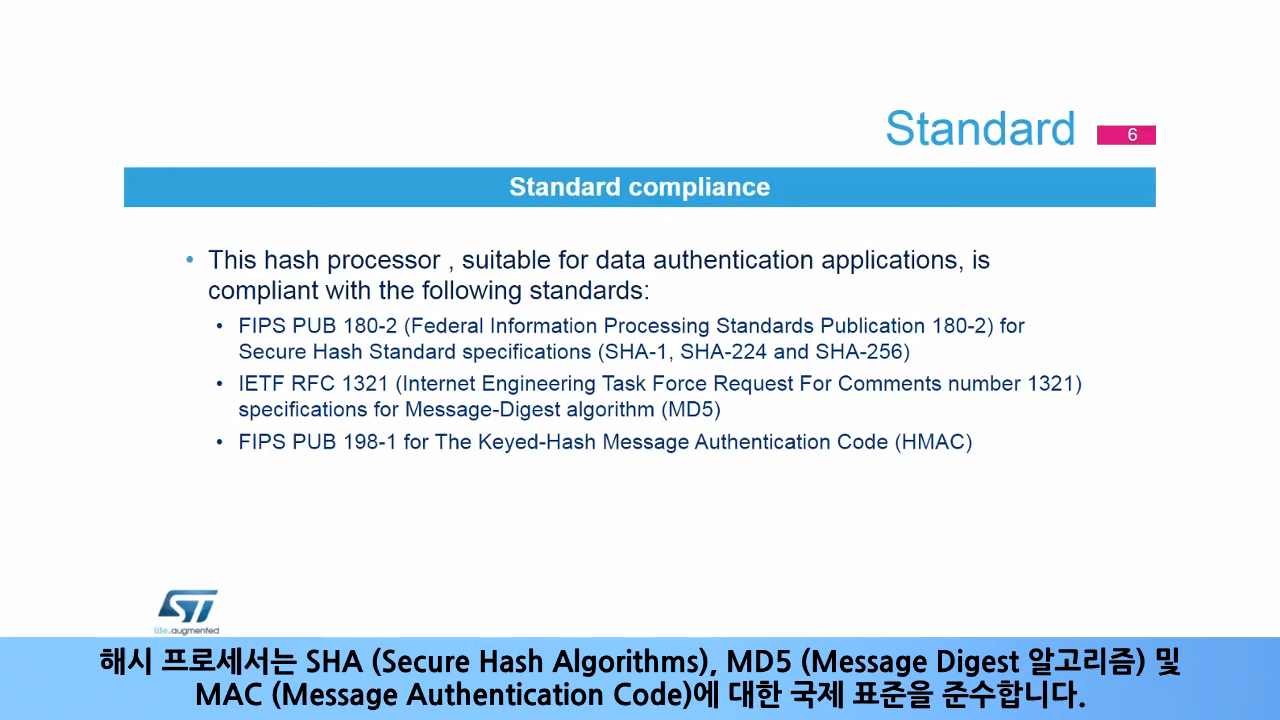 Standard
6
Standard compliance
• This hash processor , suitable for data authentication applications, is
compliant with the following standards:
• FIPS PUB 180-2 (Federal Information Processing Standards Publication 180-2) for
Secure Hash Standard specifications (SHA-1, SHA-224 and SHA-256)
• IETF RFC 1321 (Internet Engineering Task Force Request For Comments number 1321)
specifications for Message-Digest algorithm (MD5)
• FIPS PUB 198-1 for The Keyed-Hash Message Authentication Code (HMAC)
ST
life.augmented
해시 프로세서는 SHA (Secure Hash Algorithms), MD5 (Message Digest 알고리즘) 및
MAC (Message Authentication Code)에 대한 국제 표준을 준수합니다.